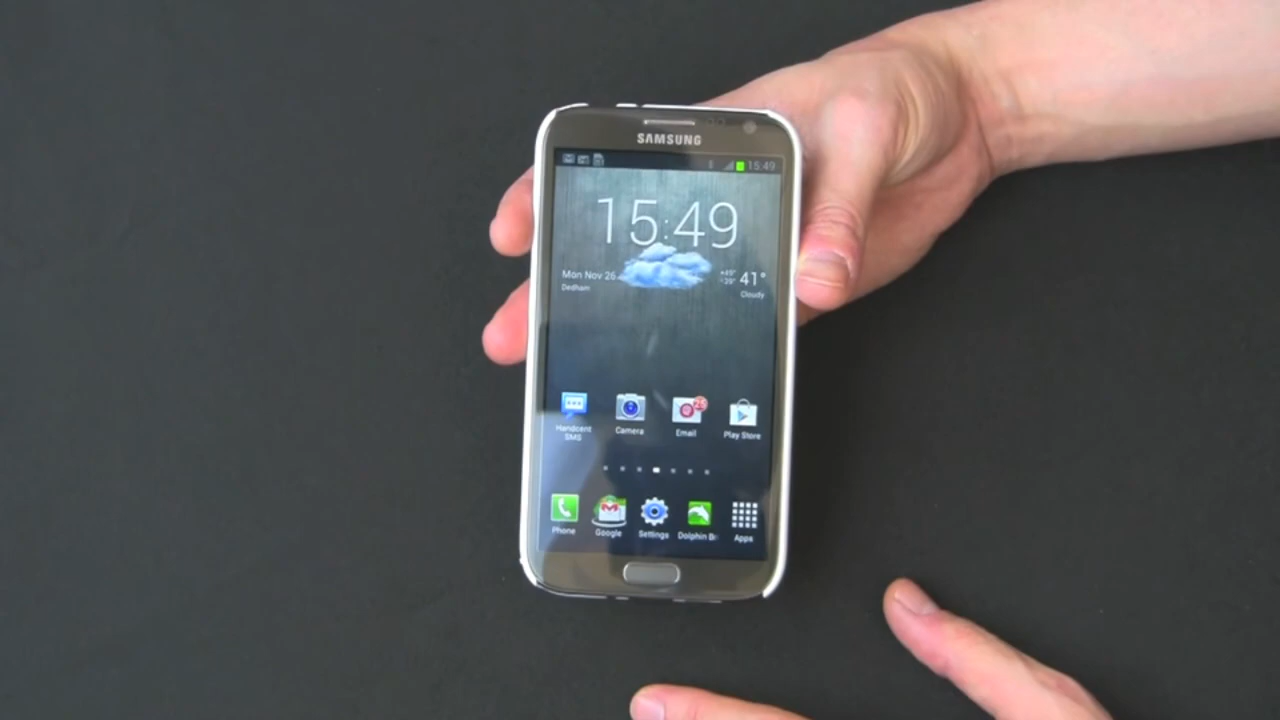 SAMSUNG
15:49
15:49
Mon Nov 26
Dedham
41°
Cloudy
25
Handcent SMS
Camera
Email
Play Store
Phone
Google
Settings
Dolphin Br
Apps